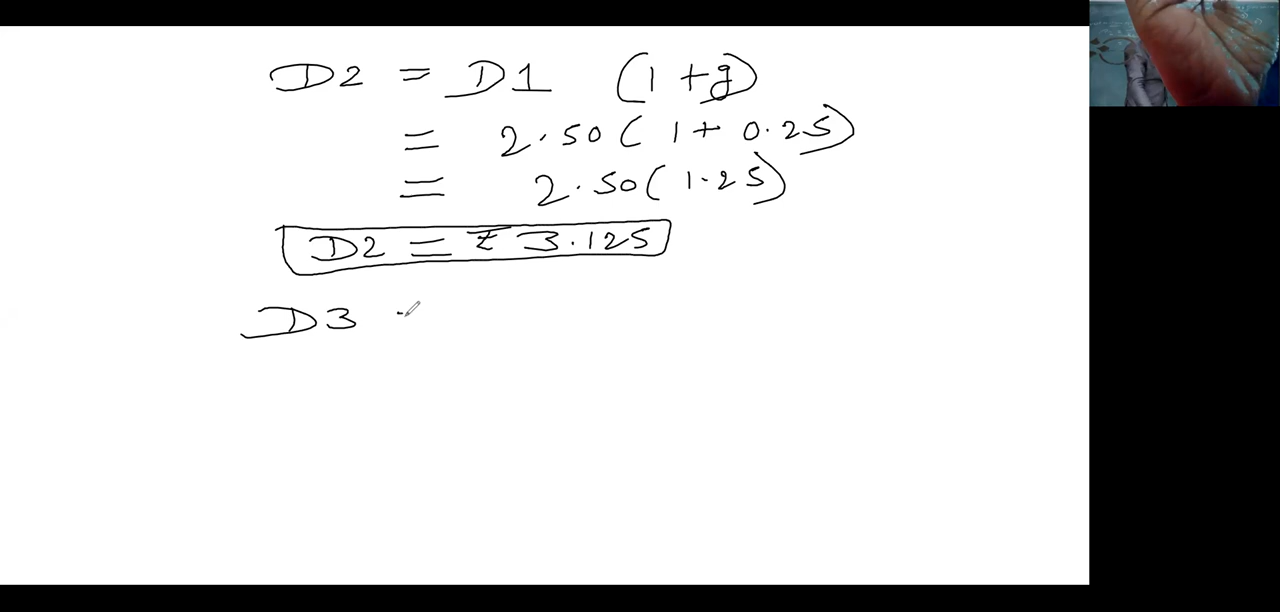 D2 = D1 (1+g)
= 2.50(1+0.25)
= 2.50(1.25)
D2 = ₹ 3.125
D3